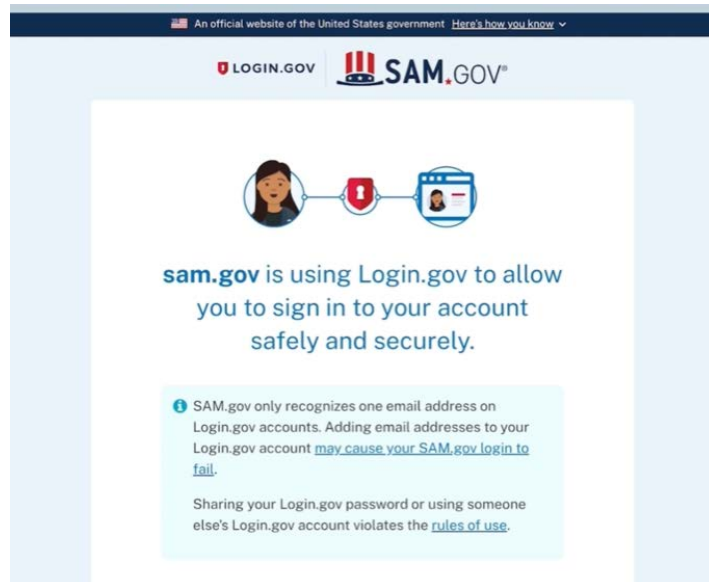 An official website of the United States government Here's how you know
LOGIN.GOV SAM.GOV®
sam.gov is using Login.gov to allow
you to sign in to your account
safely and securely.
SAM.gov only recognizes one email address on
Login.gov accounts. Adding email addresses to your
Login.gov account may cause your SAM.gov login to
fail.
Sharing your Login.gov password or using someone
else's Login.gov account violates the rules of use.